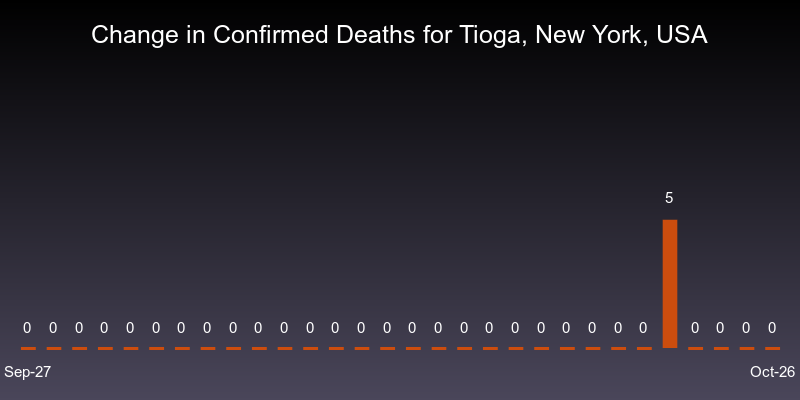 Change in Confirmed Deaths for Tioga, New York, USA
5
0 0 0 0 0 0 0 0 0 0 0 0 0 0 0 0 0 0 0 0 0 0 0 0 0 0 0 0 0
Sep-27 Oct-26